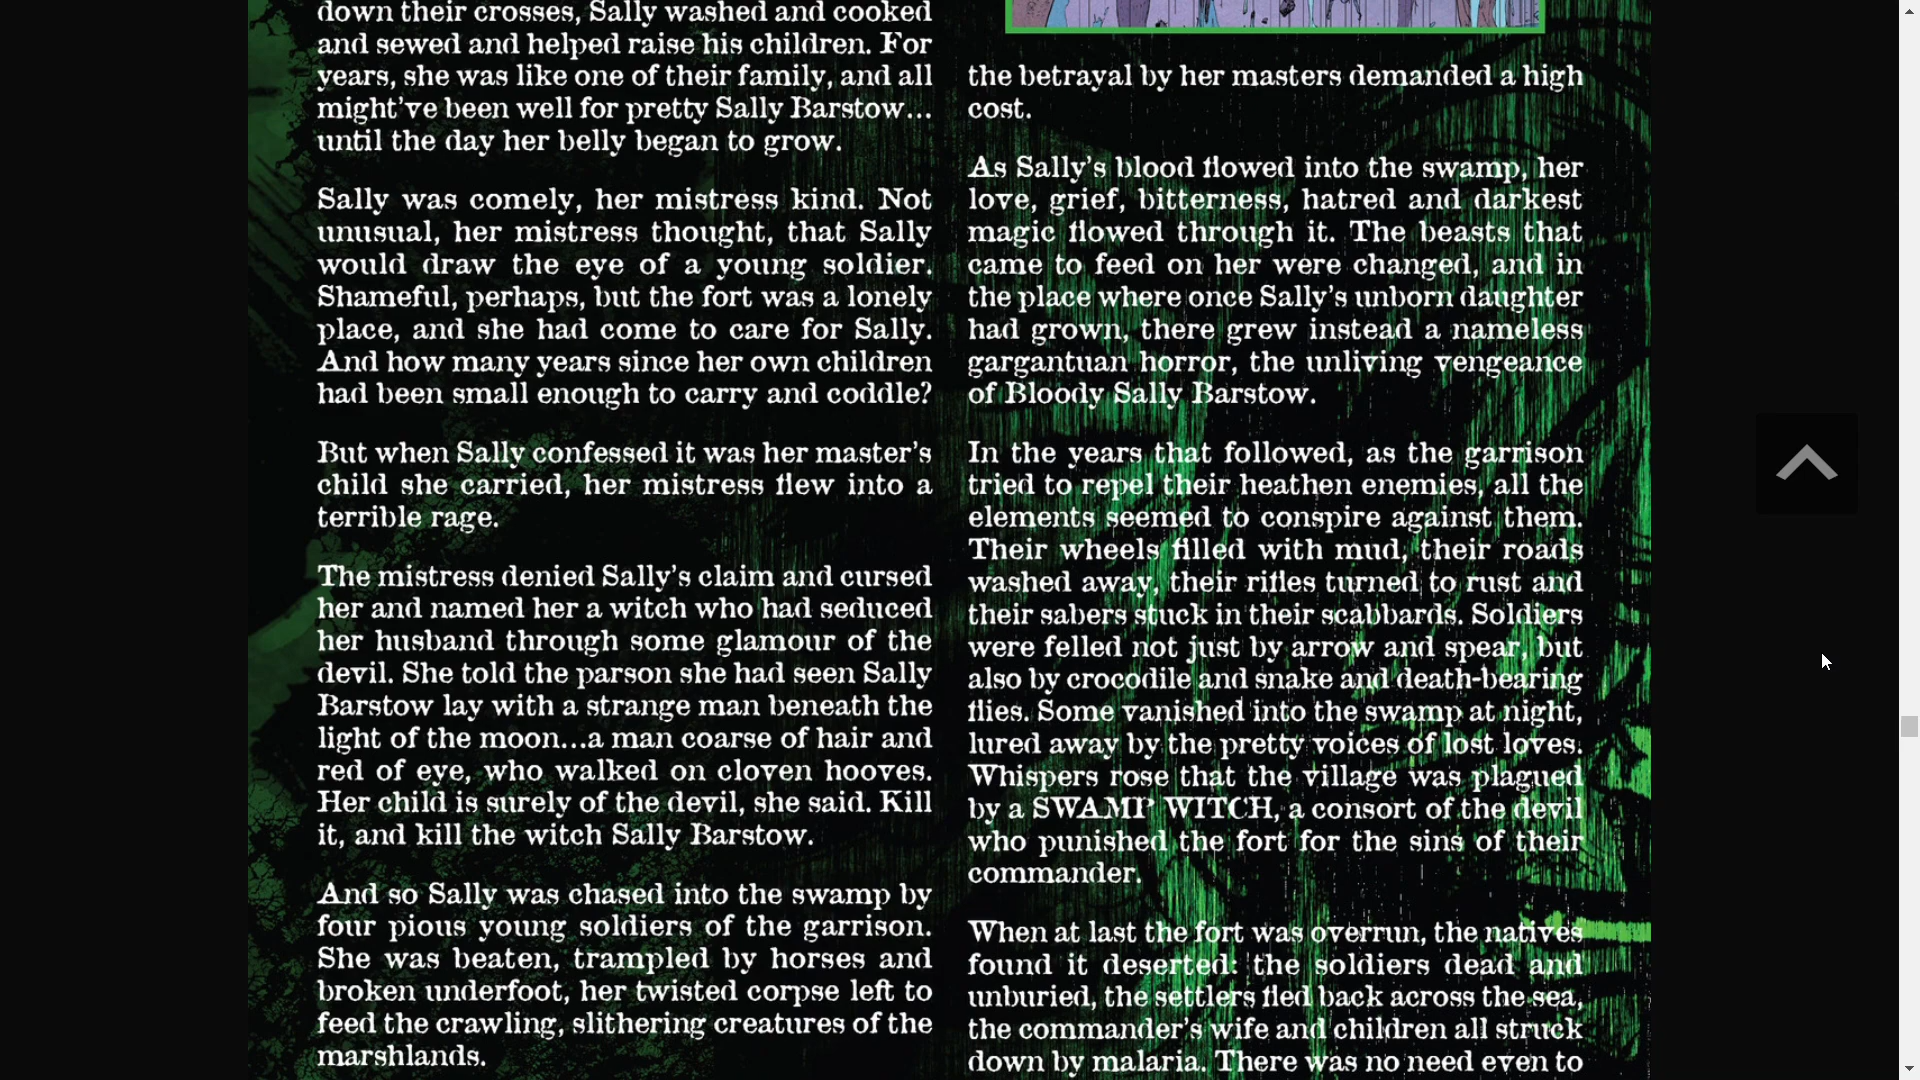 down their crosses, Sally washed and cooked
and sewed and helped raise his children. For
years, she was like one of their family, and all
might've been well for pretty Sally Barstow...
until the day her belly began to grow.
Sally was comely, her mistress kind. Not
unusual, her mistress thought, that Sally
would draw the eye of a young soldier.
Shameful, perhaps, but the fort was a lonely
place, and she had come to care for Sally.
And how many years since her own children
had been small enough to carry and coddle?
But when Sally confessed it was her master's
child she carried, her mistress flew into a
terrible rage.
The mistress denied Sally's claim and cursed
her and named her a witch who had seduced
her husband through some glamour of the
devil. She told the parson she had seen Sally
Barstow lay with a strange man beneath the
light of the moon...a man coarse of hair and
red of eye, who walked on cloven hooves.
Her child is surely of the devil, she said. Kill
it, and kill the witch Sally Barstow.
And so Sally was chased into the swamp by
four pious young soldiers of the garrison.
She was beaten, trampled by horses and
broken underfoot, her twisted corpse left to
feed the crawling, slithering creatures of the
marshlands.
the betrayal by her masters demanded a high
cost.
As Sally's blood flowed into the swamp, her
love, grief, bitterness, hatred and darkest
magic flowed through it. The beasts that
came to feed on her were changed, and in
the place where once Sally's unborn daughter
had grown, there grew instead a nameless
gargantuan horror, the unliving vengeance
of Bloody Sally Barstow.
In the years that followed, as the garrison
tried to repel their heathen enemies, all the
elements seemed to conspire against them.
Their wheels filled with mud, their roads
washed away, their rifles turned to rust and
their sabers stuck in their scabbards. Soldiers
were felled not just by arrow and spear, but
also by crocodile and snake and death-bearing
flies. Some vanished into the swamp at night,
lured away by the pretty voices of lost loves.
Whispers rose that the village was plagued
by a SWAMP WITCH, a consort of the devil
who punished the fort for the sins of their
commander.
When at last the fort was overrun, the natives
found it deserted: the soldiers dead and
unburied, the settlers fled back across the sea,
the commander's wife and children all struck
down by malaria. There was no need even to